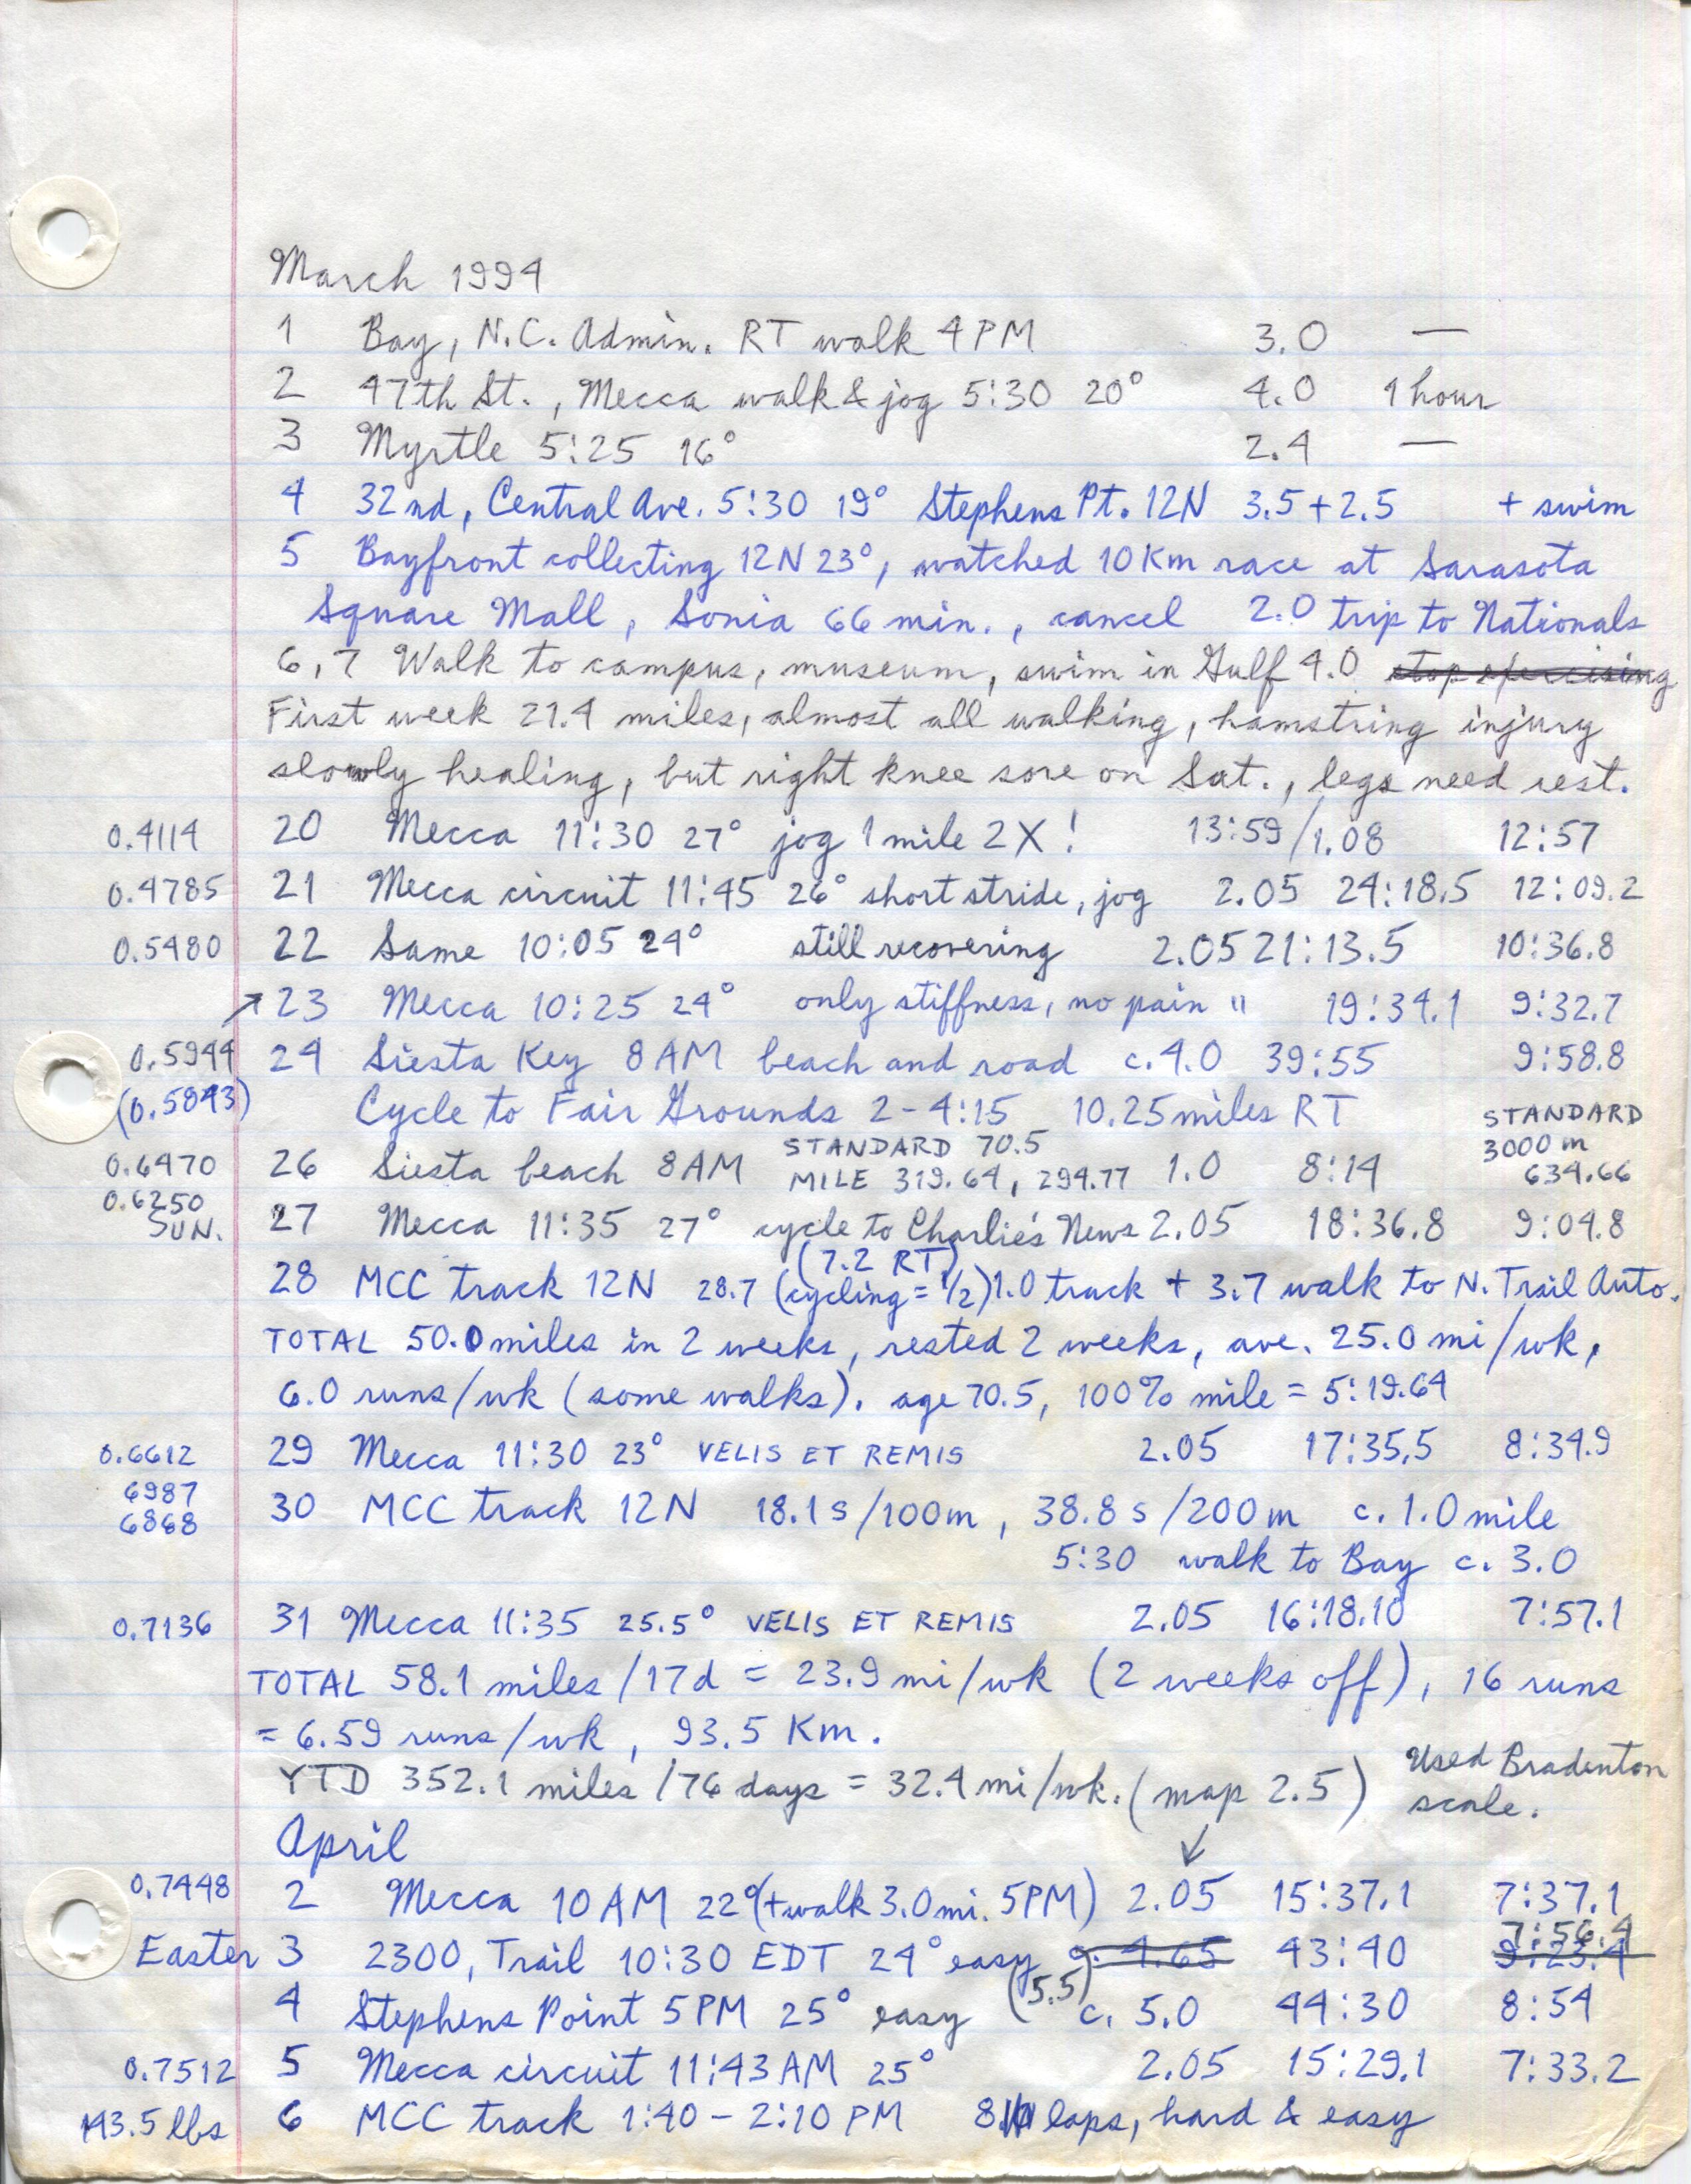 March 1994
1 Bay, N.C. Admin. RT walk 4 PM 3.0 —
2 47th St., Mecca walk & jog 5:30 20° 4.0 1 hour
3 Myrtle 5:25 16° 2.4 —
4 32nd, Central Ave. 5:30 19° Stephens Pt. 12N 3.5+2.5 + swim
5 Bayfront collecting 12N 23°, watched 10 Km race at Sarasota
Square Mall, Sonia 66 min., cancel 2.0 trip to Nationals
6,7 Walk to campus, museum, swim in Gulf 4.0 stop exercising
First week 21.4 miles, almost all walking, hamstring injury
slowly healing, but right knee sore on Sat., legs need rest.
0.4114 20 Mecca 11:30 27° jog 1 mile 2X! 13:59/1.08 12:57
0.4785 21 Mecca circuit 11:45 26° short stride, jog 2.05 24:18.5 12:09.2
0.5480 22 Same 10:05 24° still recovering 2.05 21:13.5 10:36.8
↗23 Mecca 10:25 24° only stiffness, no pain " 19:34.1 9:32.7
0.5944 24 Siesta Key 8 AM beach and road c. 4.0 39:55 9:58.8
(0.5843) Cycle to Fair Grounds 2-4:15 10.25 miles RT STANDARD
0.6470 26 Siesta beach 8 AM STANDARD 70.5 MILE 319.64, 294.77 1.0 8:14 3000 m 634.66
0.6250
SUN. 27 Mecca 11:35 27° cycle to Charlie's News 2.05 18:36.8 9:04.8
(7.2 RT)
28 MCC track 12N 28.7 (cycling = 1/2) 1.0 track + 3.7 walk to N. Trail Auto.
TOTAL 50.0 miles in 2 weeks, rested 2 weeks, ave. 25.0 mi/wk,
6.0 runs/wk (some walks). age 70.5, 100% mile = 5:19.64
0.6612 29 Mecca 11:30 23° VELIS ET REMIS 2.05 17:35.5 8:34.9
6987
6868 30 MCC track 12N 18.1 s/100m, 38.8 s/200m c. 1.0 mile
5:30 walk to Bay c. 3.0
0.7136 31 Mecca 11:35 25.5° VELIS ET REMIS 2.05 16:18.10 7:57.1
TOTAL 58.1 miles/17d = 23.9 mi/wk (2 weeks off), 16 runs
= 6.59 runs/wk, 93.5 Km.
YTD 352.1 miles/76 days = 32.4 mi/wk. (map 2.5) Used Bradenton
scale.
April
0.7448 2 Mecca 10 AM 22° (+walk 3.0 mi. 5PM) 2.05 15:37.1 7:37.1
7:56.4
Easter 3 2300, Trail 10:30 EDT 24° easy c. 4.65 43:40 9:23.4
(5.5)
4 Stephens Point 5 PM 25° easy c. 5.0 44:30 8:54
0.7512 5 Mecca circuit 11:43 AM 25° 2.05 15:29.1 7:33.2
143.5 lbs 6 MCC track 1:40 - 2:10 PM 8 laps, hard & easy